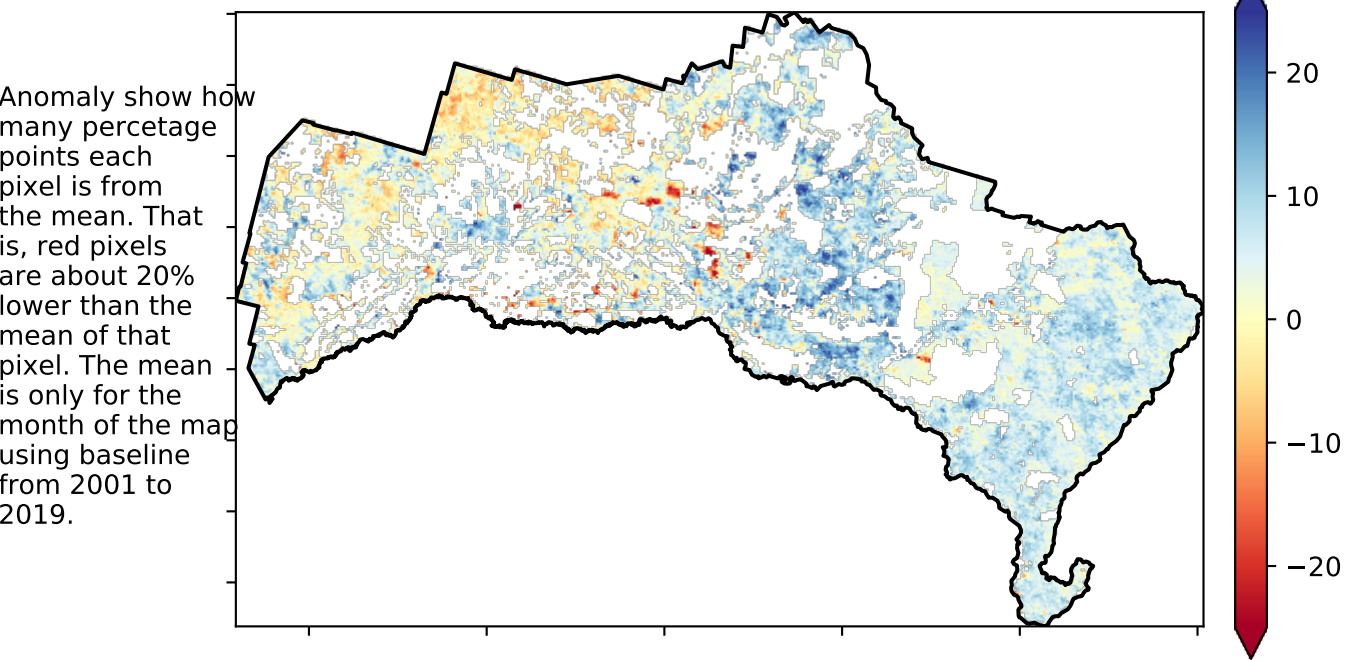 Anomaly show how
many percetage
points each
pixel is from
the mean. That
is, red pixels
are about 20%
lower than the
mean of that
pixel. The mean
is only for the
month of the map
using baseline
from 2001 to
2019.
20
10
0
−10
−20